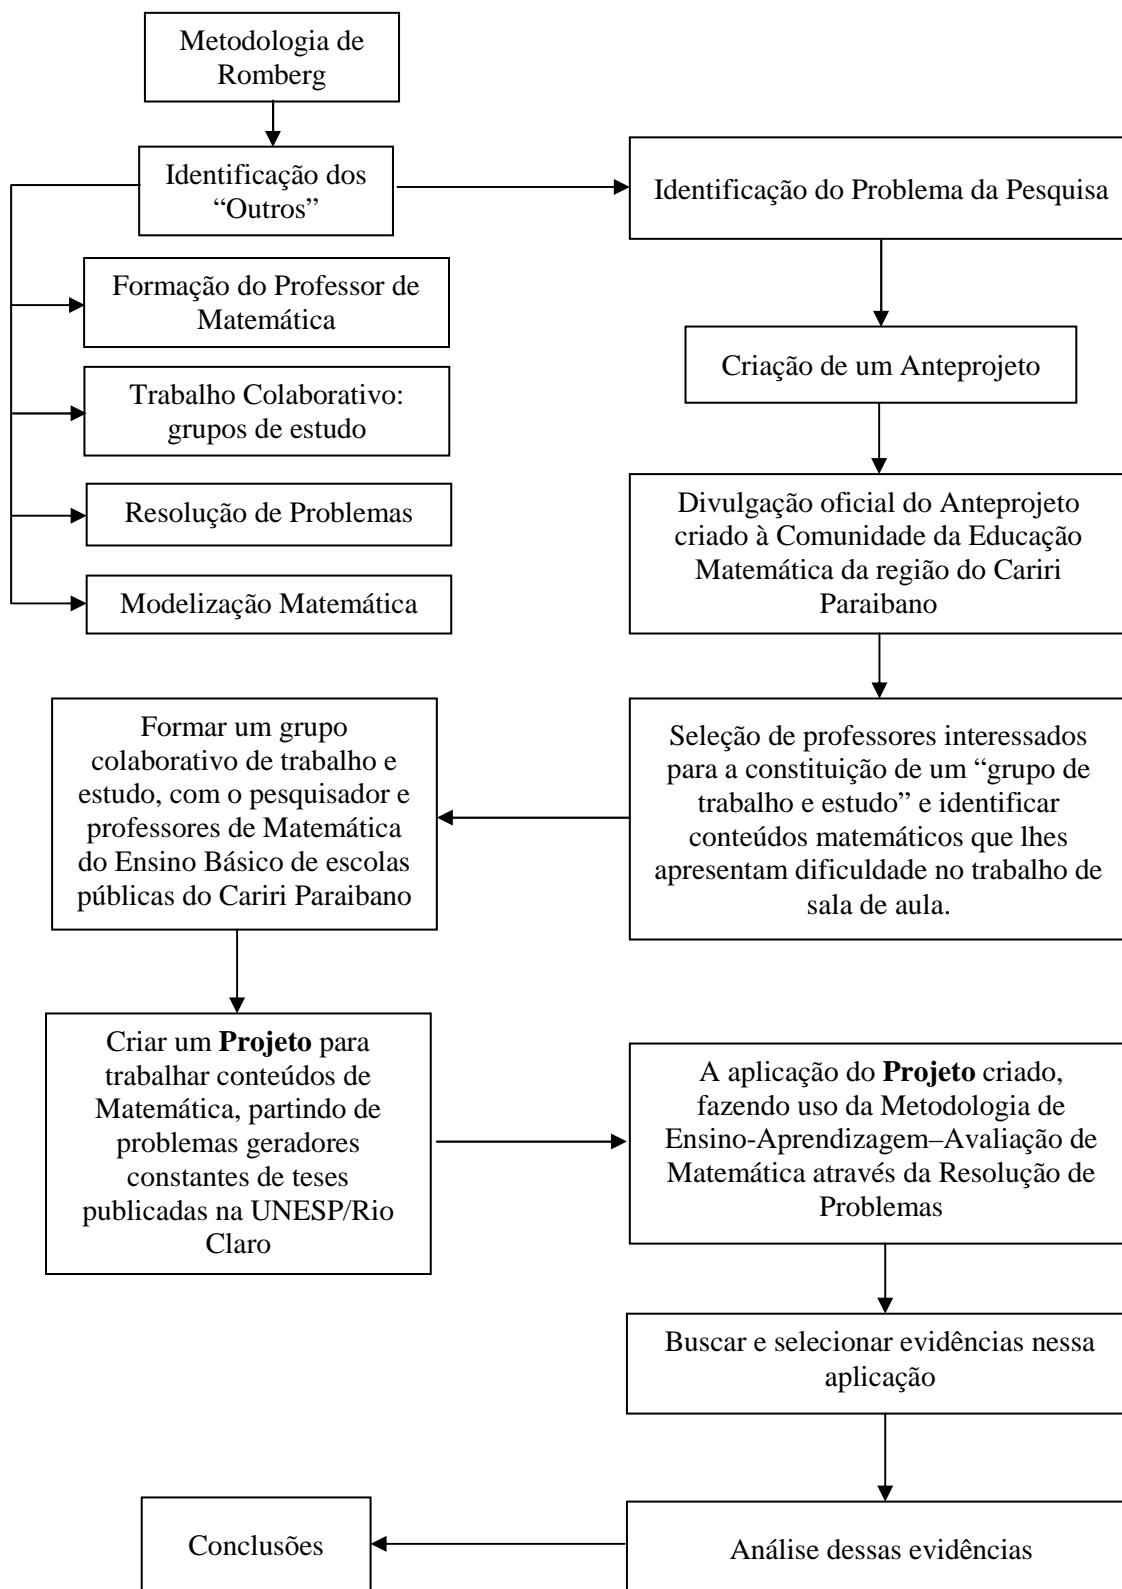 Metodologia de
Romberg
Identificação dos
“Outros”
Identificação do Problema da Pesquisa
Formação do Professor de
Matemática
Trabalho Colaborativo:
grupos de estudo
Resolução de Problemas
Modelização Matemática
Criação de um Anteprojeto
Divulgação oficial do Anteprojeto
criado à Comunidade da Educação
Matemática da região do Cariri
Paraibano
Seleção de professores interessados
para a constituição de um “grupo de
trabalho e estudo” e identificar
conteúdos matemáticos que lhes
apresentam dificuldade no trabalho de
sala de aula.
Formar um grupo
colaborativo de trabalho e
estudo, com o pesquisador e
professores de Matemática
do Ensino Básico de escolas
públicas do Cariri Paraibano
Criar um Projeto para
trabalhar conteúdos de
Matemática, partindo de
problemas geradores
constantes de teses
publicadas na UNESP/Rio
Claro
A aplicação do Projeto criado,
fazendo uso da Metodologia de
Ensino-Aprendizagem–Avaliação de
Matemática através da Resolução de
Problemas
Buscar e selecionar evidências nessa
aplicação
Análise dessas evidências
Conclusões